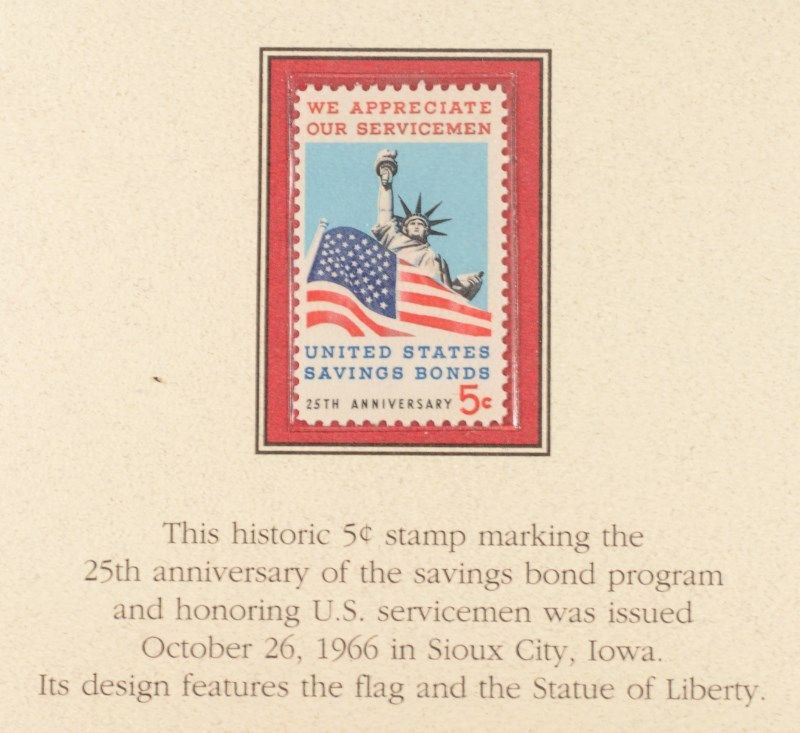 WE APPRECIATE
OUR SERVICEMEN
UNITED STATES
SAVINGS BONDS
25TH ANNIVERSARY 5c
This historic 5¢ stamp marking the
25th anniversary of the savings bond program
and honoring U.S. servicemen was issued
October 26, 1966 in Sioux City, Iowa.
Its design features the flag and the Statue of Liberty.